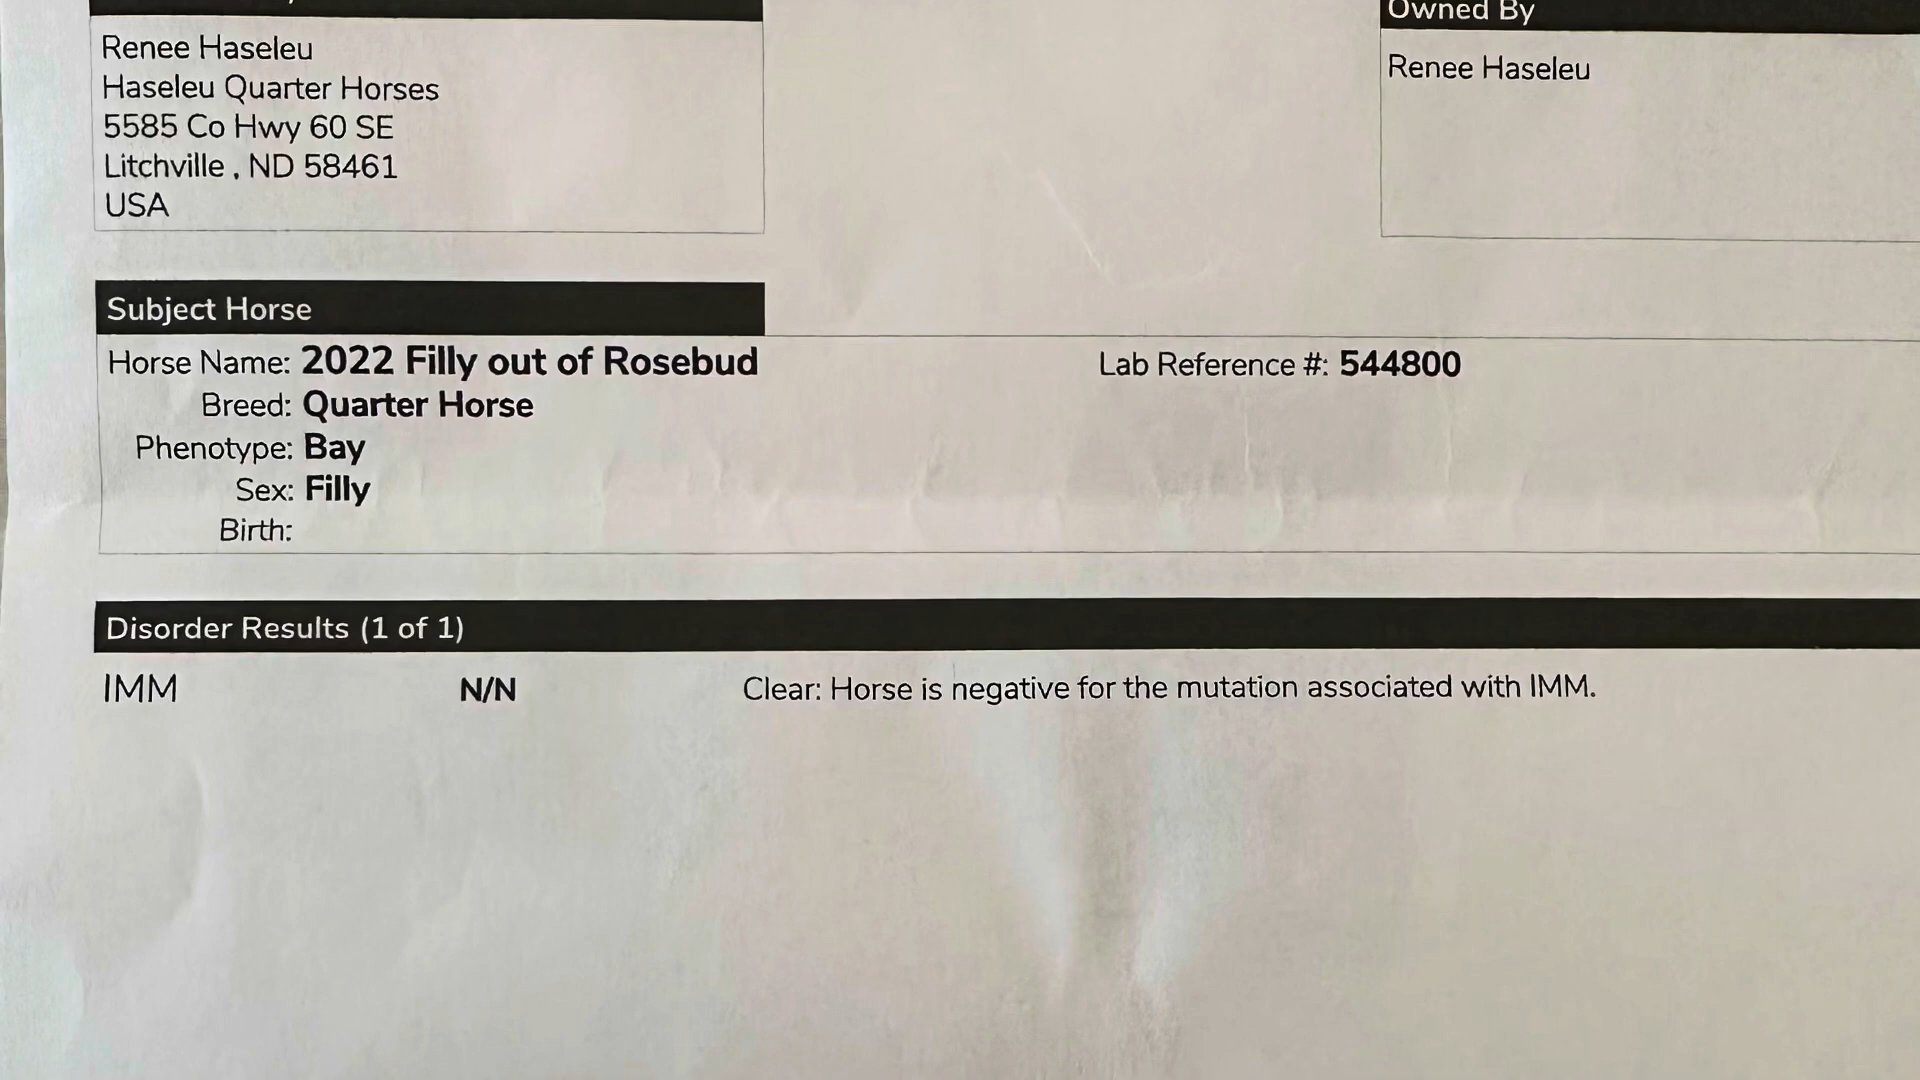 Owned By
Renee Haseleu
Haseleu Quarter Horses
5585 Co Hwy 60 SE
Litchville , ND 58461
USA
Renee Haseleu
Subject Horse
Horse Name: 2022 Filly out of Rosebud
Lab Reference #: 544800
Breed: Quarter Horse
Phenotype: Bay
Sex: Filly
Birth:
Disorder Results (1 of 1)
IMM N/N Clear: Horse is negative for the mutation associated with IMM.